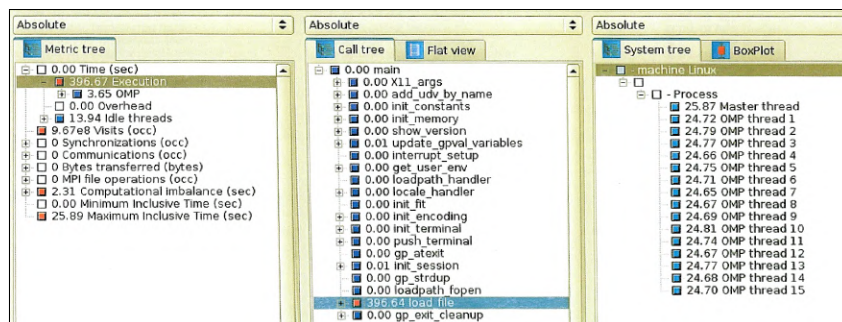 Absolute
Metric tree
0.00 Time (sec)
396.67 Execution
3.65 OMP
0.00 Overhead
13.94 Idle threads
9.67e8 Visits (occ)
0 Synchronizations (occ)
0 Communications (occ)
0 Bytes transferred (bytes)
0 MPI file operations (occ)
2.31 Computational Imbalance (sec)
0.00 Minimum Inclusive Time (sec)
25.89 Maximum Inclusive Time (sec)
Absolute
Call tree Flat view
0.00 main
0.00 X11_args
0.00 add_udv_by_name
0.00 init_constants
0.00 init_memory
0.00 show_version
0.01 update_gpval_variables
0.00 interrupt_setup
0.00 get_user_env
0.00 loadpath_handler
0.00 locale_handler
0.00 init_fit
0.00 init_encoding
0.00 init_terminal
0.00 push_terminal
0.00 gp_atexit
0.01 init_session
0.00 gp_strdup
0.00 loadpath_fopen
396.64 load_file
0.00 gp_exit_cleanup
Absolute
System tree BoxPlot
- machine Linux
- Process
25.87 Master thread
24.72 OMP thread 1
24.79 OMP thread 2
24.77 OMP thread 3
24.66 OMP thread 4
24.75 OMP thread 5
24.71 OMP thread 6
24.65 OMP thread 7
24.67 OMP thread 8
24.69 OMP thread 9
24.81 OMP thread 10
24.74 OMP thread 11
24.67 OMP thread 12
24.77 OMP thread 13
24.68 OMP thread 14
24.70 OMP thread 15